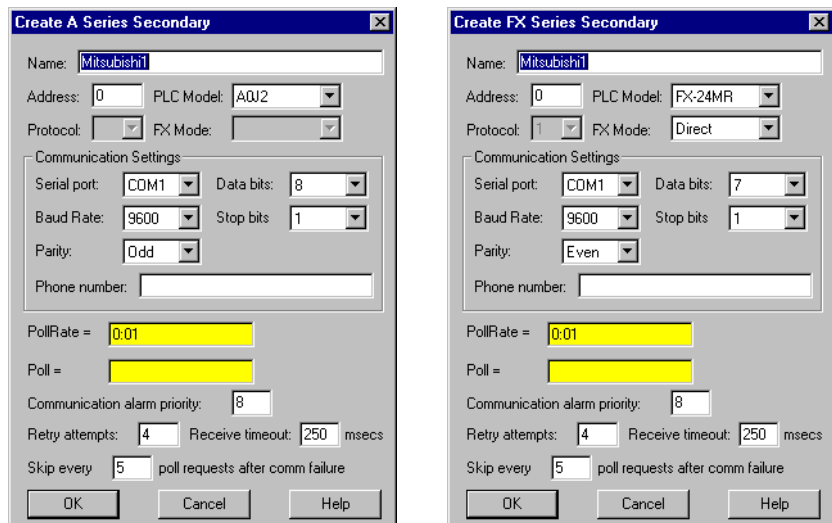 Create A Series Secondary
Name: Mitsubishi1
Address: 0 PLC Model: A0J2
Protocol: FX Mode:
Communication Settings
Serial port: COM1 Data bits: 8
Baud Rate: 9600 Stop bits 1
Parity: Odd
Phone number:
PollRate = 0:01
Poll =
Communication alarm priority: 8
Retry attempts: 4 Receive timeout: 250 msecs
Skip every 5 poll requests after comm failure
OK Cancel Help
Create FX Series Secondary
Name: Mitsubishi1
Address: 0 PLC Model: FX-24MR
Protocol: 1 FX Mode: Direct
Communication Settings
Serial port: COM1 Data bits: 7
Baud Rate: 9600 Stop bits 1
Parity: Even
Phone number:
PollRate = 0:01
Poll =
Communication alarm priority: 8
Retry attempts: 4 Receive timeout: 250 msecs
Skip every 5 poll requests after comm failure
OK Cancel Help